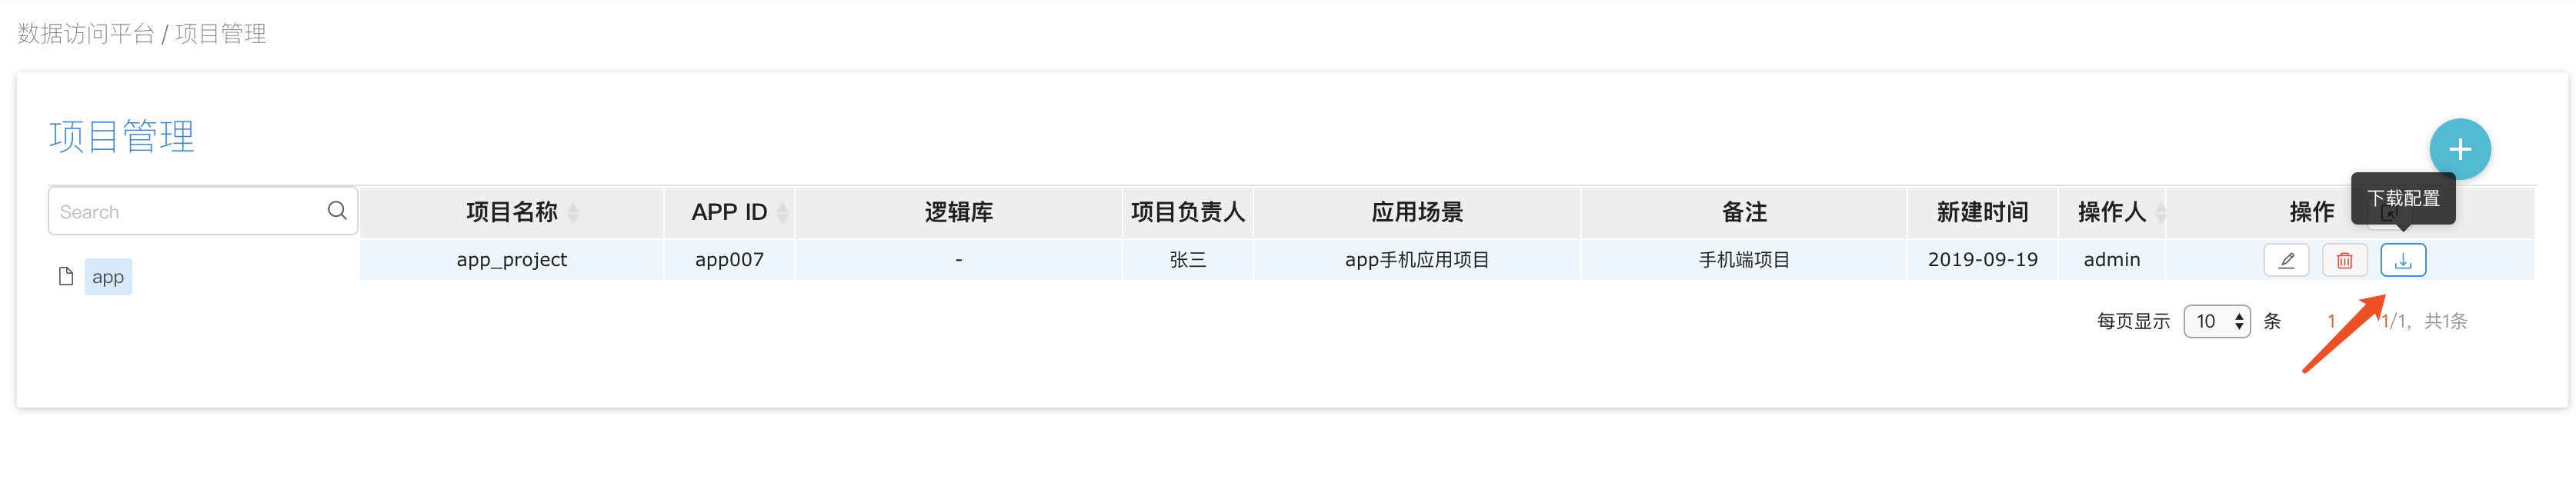 数据访问平台 / 项目管理
项目管理
下载配置
Search
项目名称 APP ID 逻辑库 项目负责人 应用场景 备注 新建时间 操作人 操作
app_project app007 - 张三 app手机应用项目 手机端项目 2019-09-19 admin
app
每页显示 10 条 1 1/1, 共1条